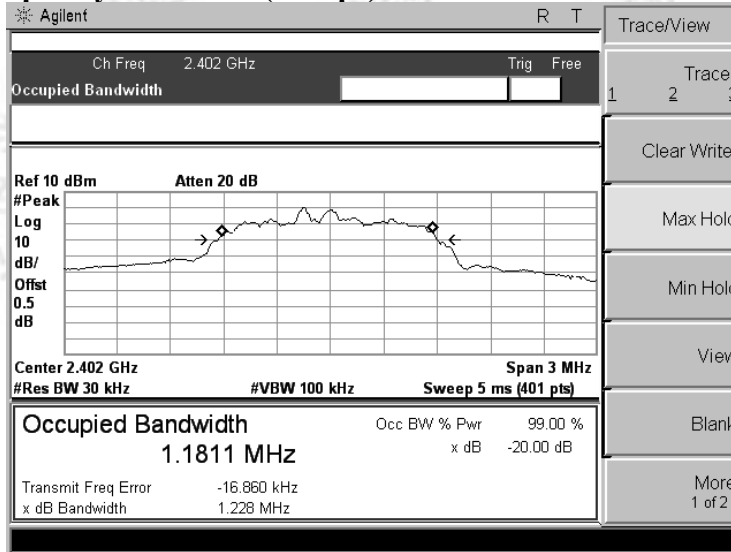 Agilent R T
Trace/View
Ch Freq 2.402 GHz Trig Free
Occupied Bandwidth
Trace
1 2
Clear Write
Max Hold
Min Hold
View
Blank
More
1 of 2
Ref 10 dBm Atten 20 dB
#Peak
Log
10
dB/
Offst
0.5
dB
Center 2.402 GHz Span 3 MHz
#Res BW 30 kHz #VBW 100 kHz Sweep 5 ms (401 pts)
Occupied Bandwidth Occ BW % Pwr 99.00 %
1.1811 MHz x dB -20.00 dB
Transmit Freq Error -16.860 kHz
x dB Bandwidth 1.228 MHz